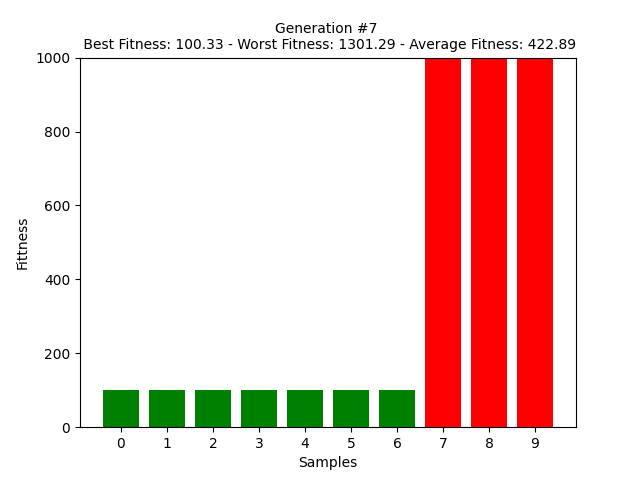 Generation #7
Best Fitness: 100.33 - Worst Fitness: 1301.29 - Average Fitness: 422.89
1000
800
600
400
200
0
Fittness
0 1 2 3 4 5 6 7 8 9
Samples